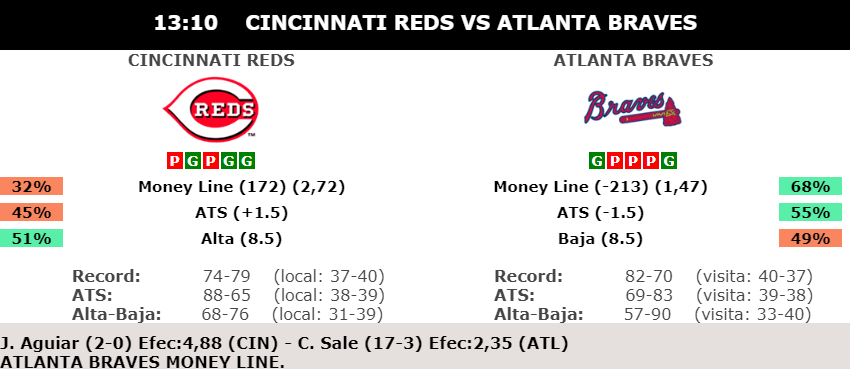 13:10 CINCINNATI REDS VS ATLANTA BRAVES
CINCINNATI REDS ATLANTA BRAVES
REDS Braves
P G P G G G P P P G
32% Money Line (172) (2,72) Money Line (-213) (1,47) 68%
45% ATS (+1.5) ATS (-1.5) 55%
51% Alta (8.5) Baja (8.5) 49%
Record: 74-79 (local: 37-40) Record: 82-70 (visita: 40-37)
ATS: 88-65 (local: 38-39) ATS: 69-83 (visita: 39-38)
Alta-Baja: 68-76 (local: 31-39) Alta-Baja: 57-90 (visita: 33-40)
J. Aguiar (2-0) Efec:4,88 (CIN) - C. Sale (17-3) Efec:2,35 (ATL)
ATLANTA BRAVES MONEY LINE.